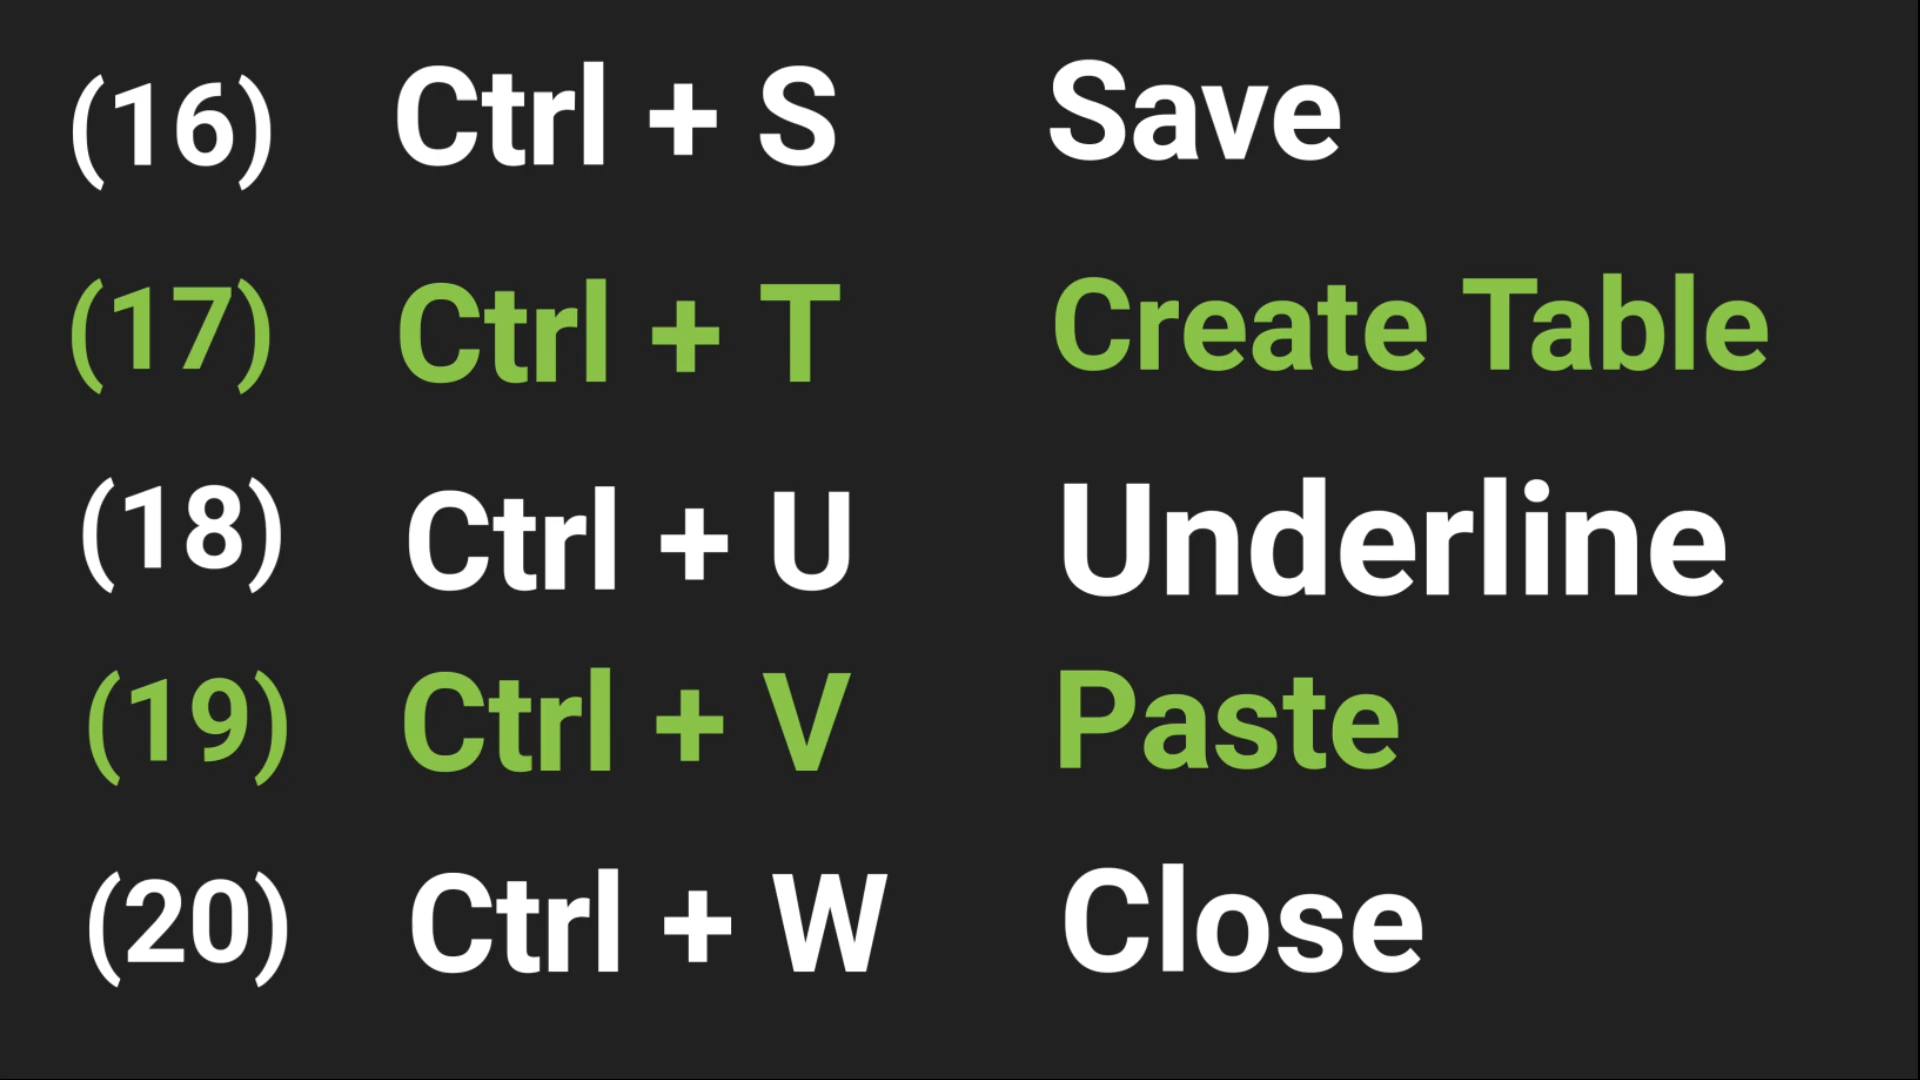 (16) Ctrl + S Save
(17) Ctrl + T Create Table
(18) Ctrl + U Underline
(19) Ctrl + V Paste
(20) Ctrl + W Close